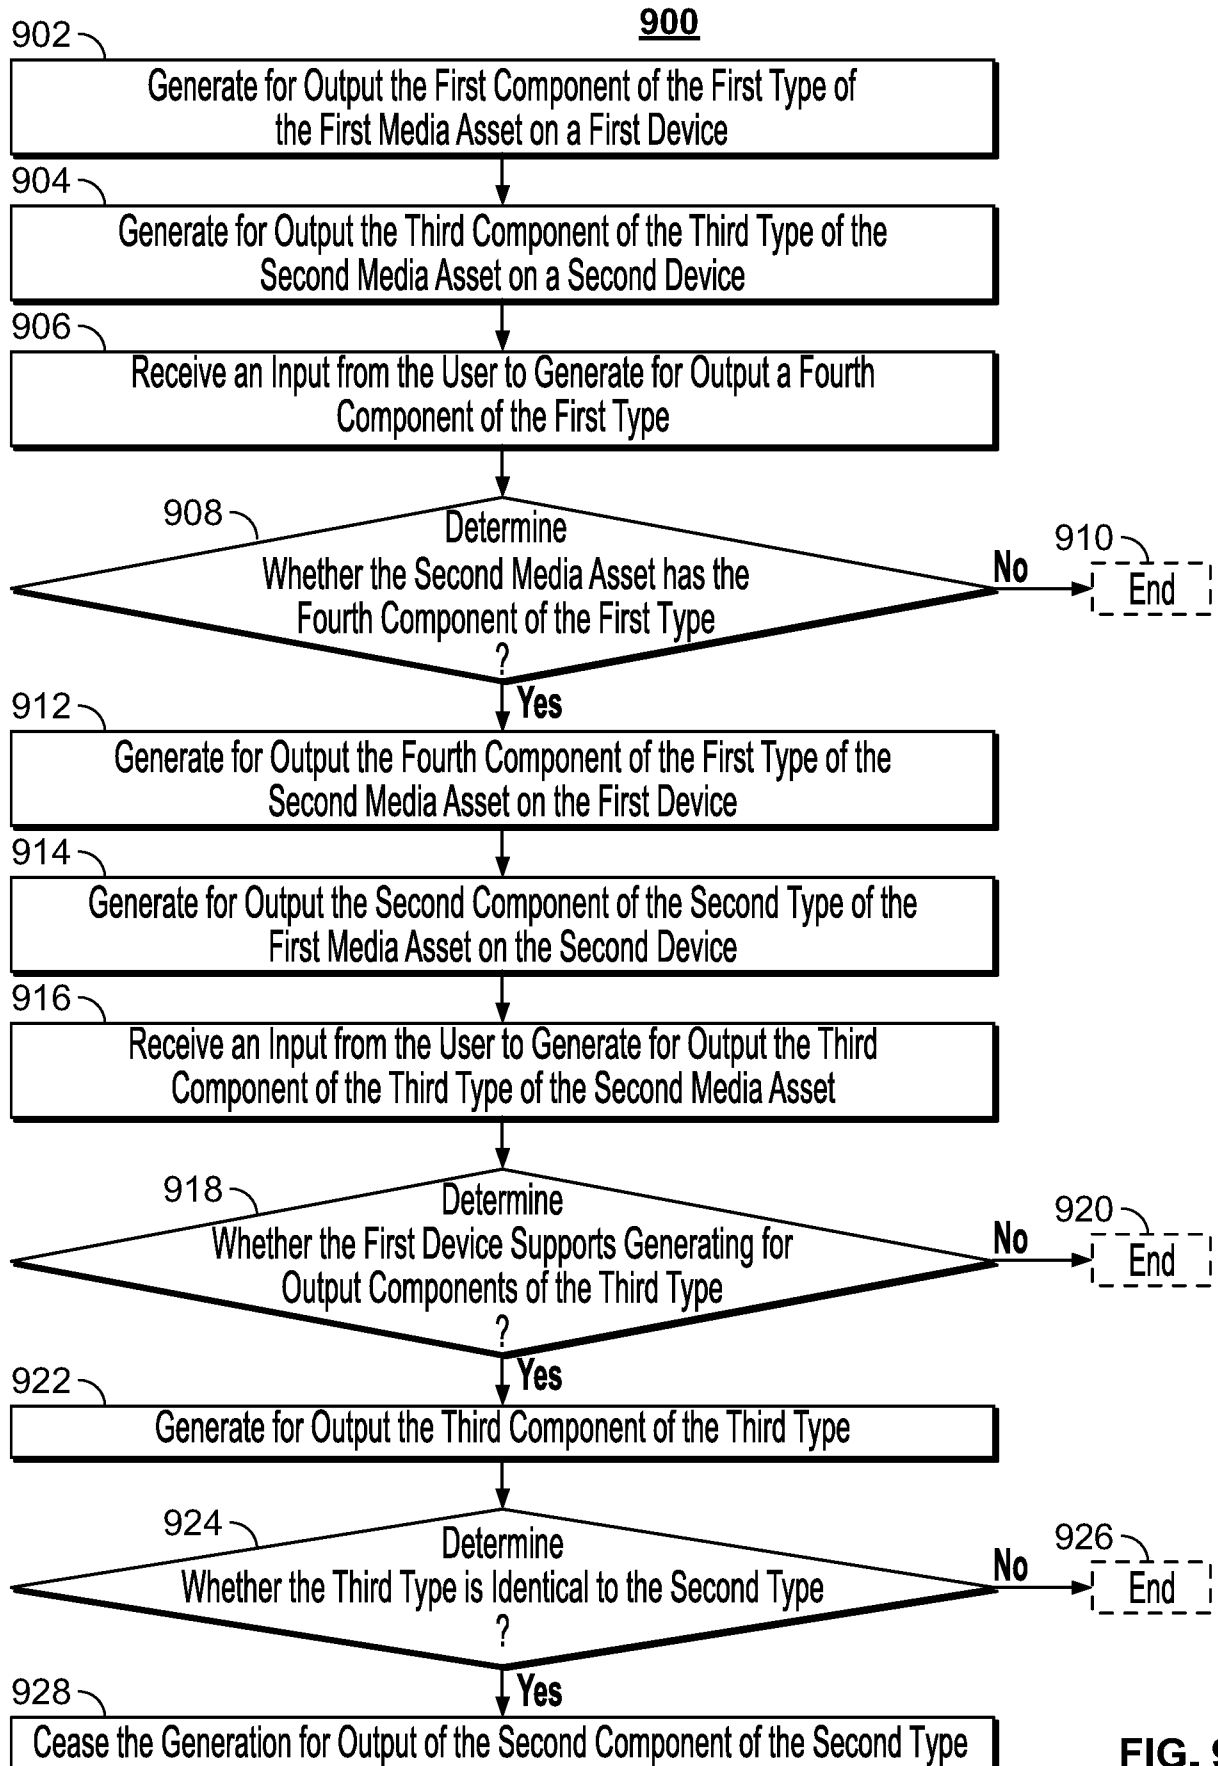 900
902
Generate for Output the First Component of the First Type of
the First Media Asset on a First Device
904
Generate for Output the Third Component of the Third Type of the
Second Media Asset on a Second Device
906
Receive an Input from the User to Generate for Output a Fourth
Component of the First Type
908
Determine
Whether the Second Media Asset has the
Fourth Component of the First Type
?
No
910
End
Yes
912
Generate for Output the Fourth Component of the First Type of the
Second Media Asset on the First Device
914
Generate for Output the Second Component of the Second Type of the
First Media Asset on the Second Device
916
Receive an Input from the User to Generate for Output the Third
Component of the Third Type of the Second Media Asset
918
Determine
Whether the First Device Supports Generating for
Output Components of the Third Type
?
No
920
End
Yes
922
Generate for Output the Third Component of the Third Type
924
Determine
Whether the Third Type is Identical to the Second Type
?
No
926
End
Yes
928
Cease the Generation for Output of the Second Component of the Second Type
FIG. 9